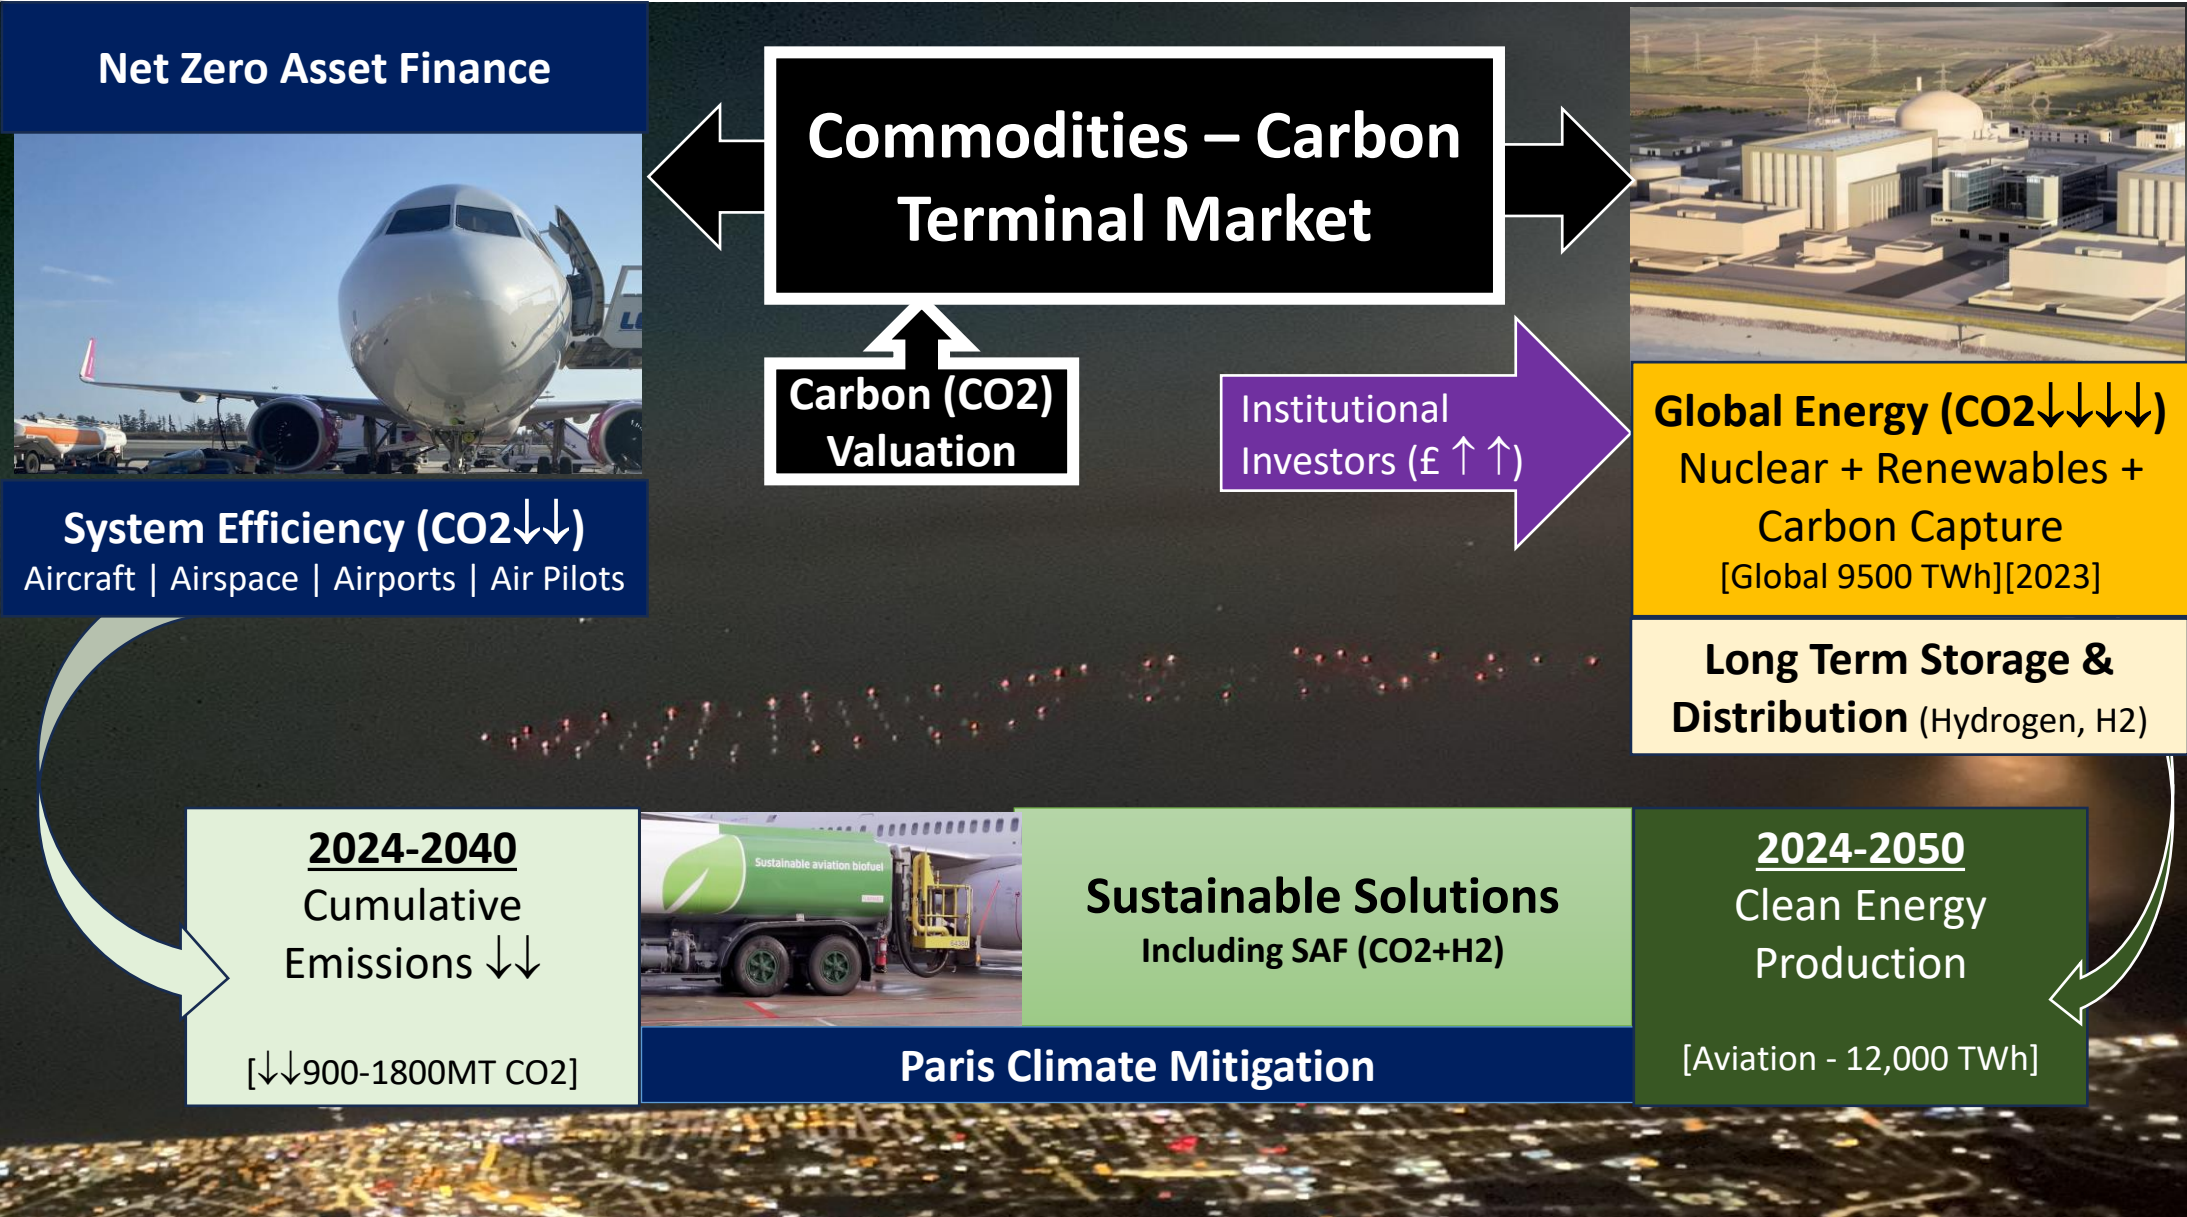 Net Zero Asset Finance
Commodities – Carbon
Terminal Market
Carbon (CO2)
Valuation
Institutional
Investors (£ ↑ ↑)
System Efficiency (CO2↓↓)
Aircraft | Airspace | Airports | Air Pilots
Global Energy (CO2↓↓↓↓)
Nuclear + Renewables +
Carbon Capture
[Global 9500 TWh][2023]
Long Term Storage &
Distribution (Hydrogen, H2)
2024-2040
Cumulative
Emissions ↓↓
[↓↓900-1800MT CO2]
Sustainable aviation biofuel
Sustainable Solutions
Including SAF (CO2+H2)
Paris Climate Mitigation
2024-2050
Clean Energy
Production
[Aviation - 12,000 TWh]